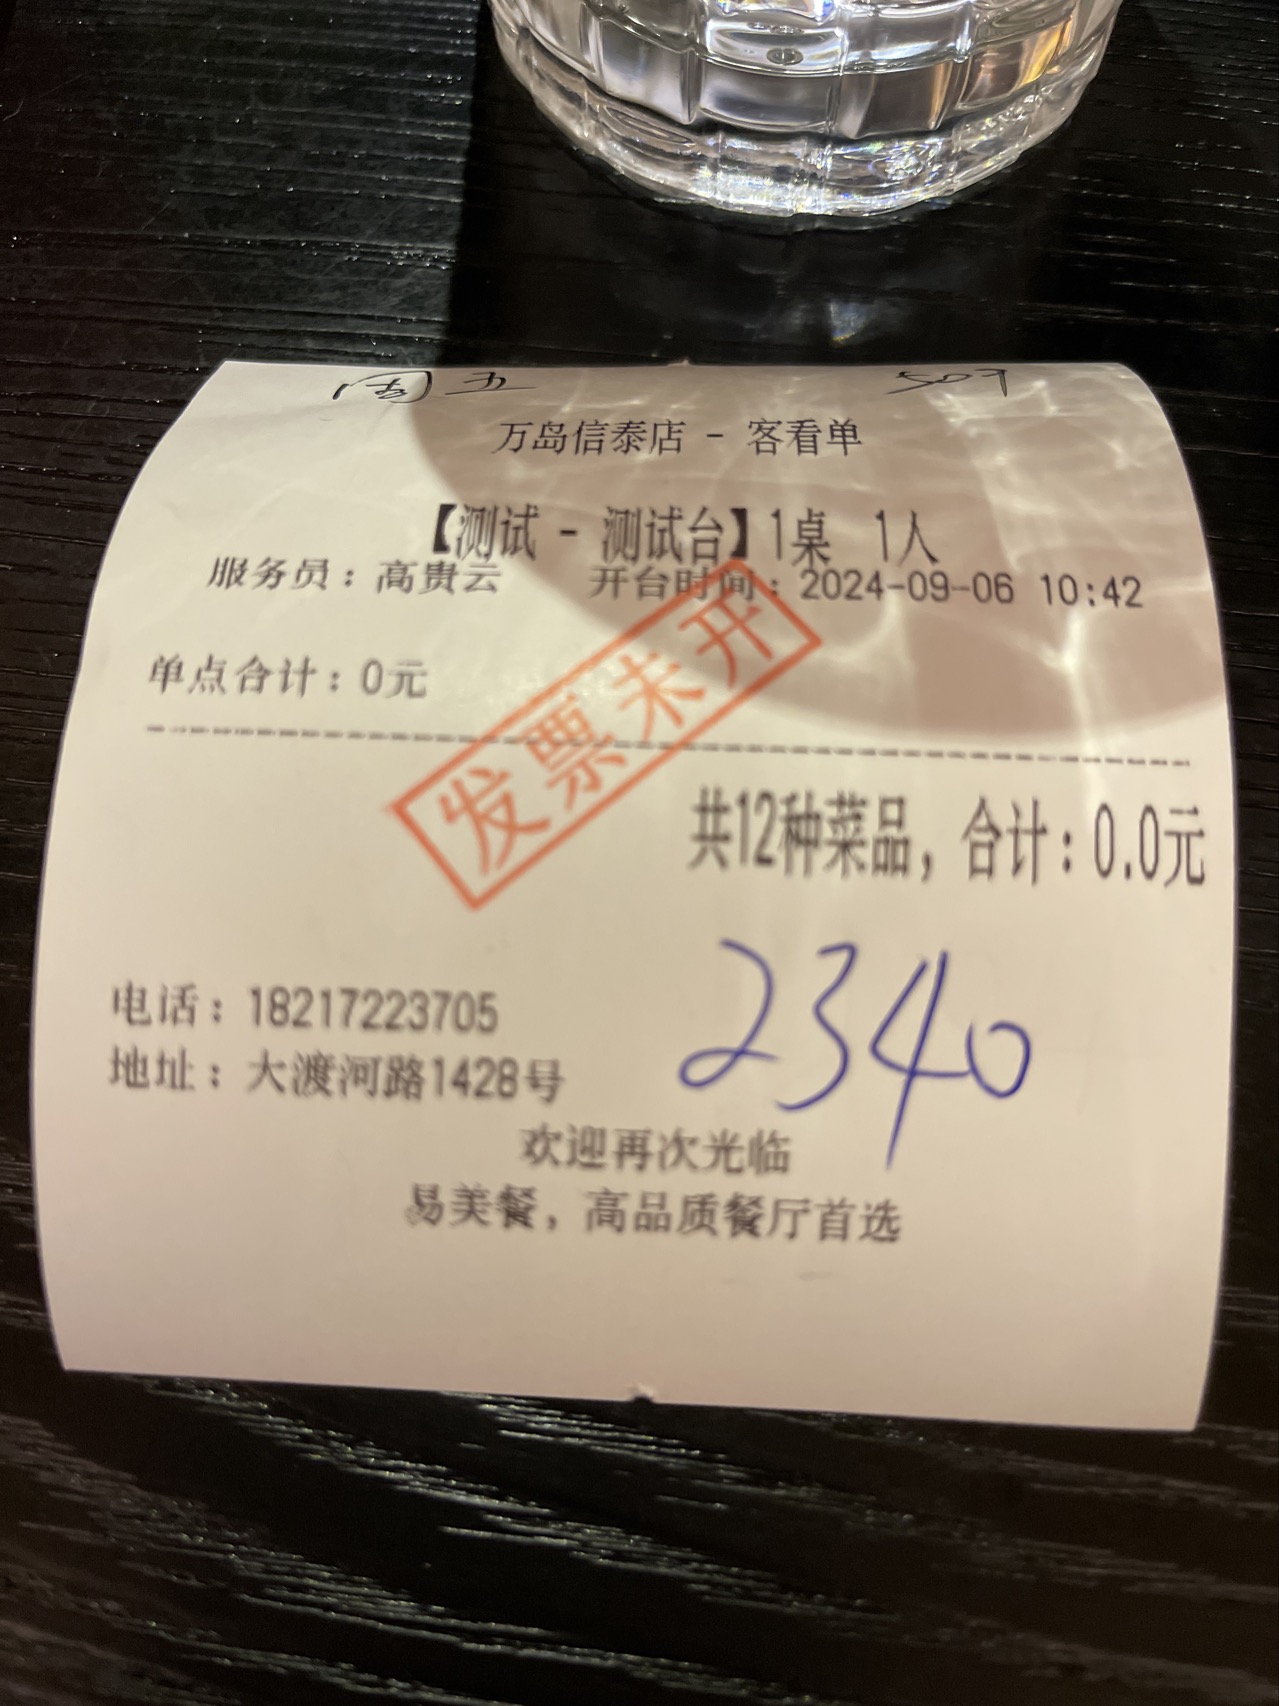 周五 507
万岛信泰店 - 客看单
【测试 - 测试台】1桌 1人
服务员：高贵云 开台时间：2024-09-06 10:42
单点合计：0元
发票未开
共12种菜品，合计：0.0元
2340
电话：18217223705
地址：大渡河路1428号
欢迎再次光临
易美餐，高品质餐厅首选